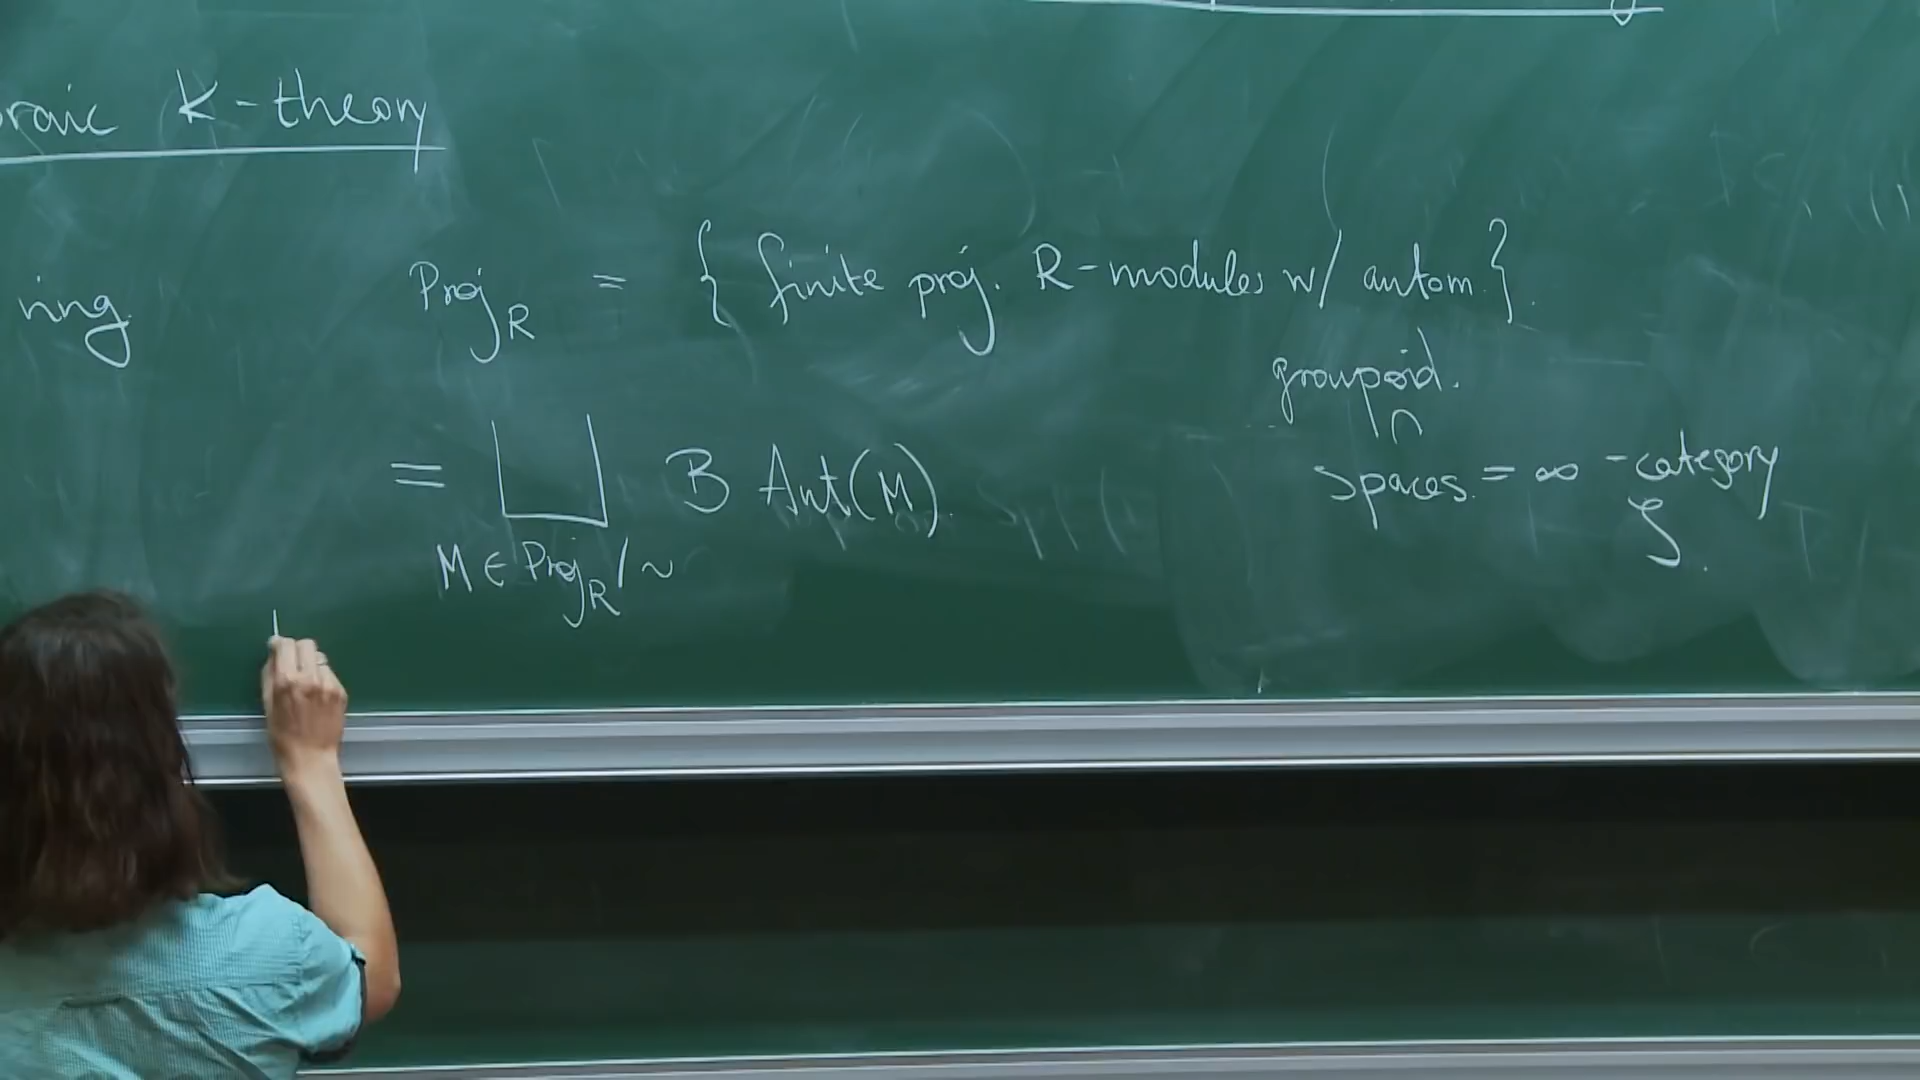 raic K-theory
ring. Proj_R = { finite proj. R-modules w/ autom. }.
groupoid.
∩
= ⊔ B Aut(M). spaces. = ∞-category
M ∈ Proj_R / ~ S.